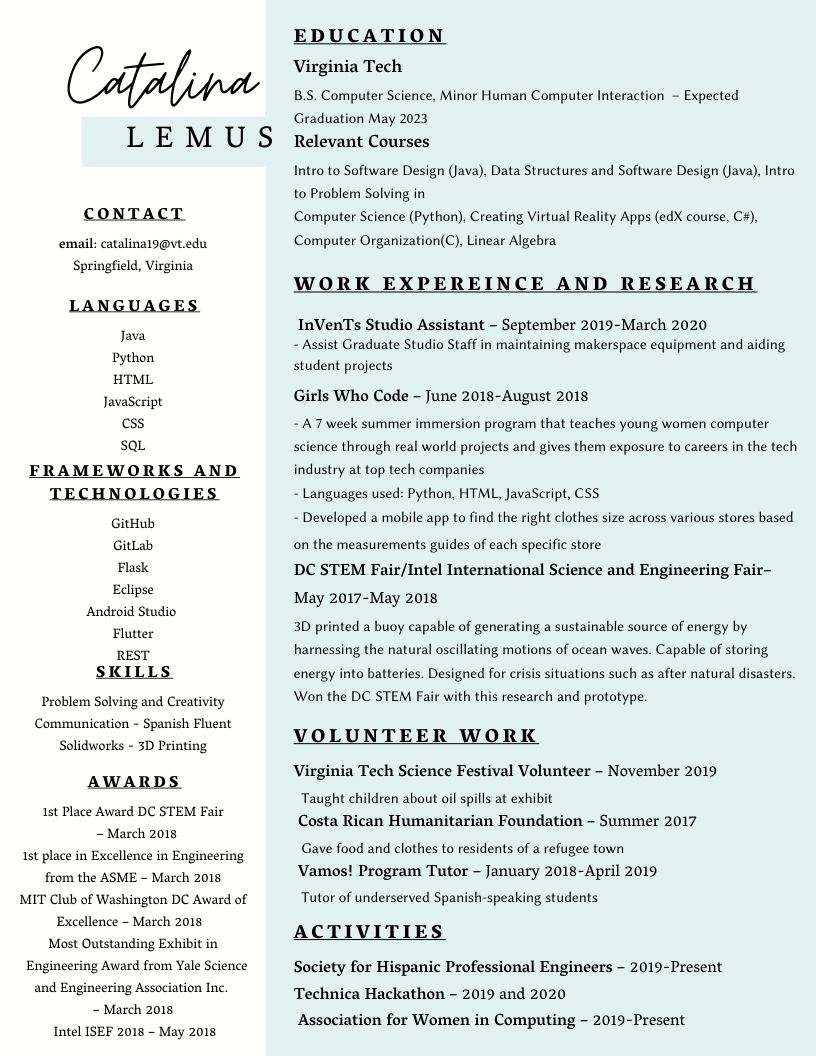 Catalina
LEMUS
CONTACT
email: catalina19@vt.edu
Springfield, Virginia
LANGUAGES
Java
Python
HTML
JavaScript
CSS
SQL
FRAMEWORKS AND
TECHNOLOGIES
GitHub
GitLab
Flask
Eclipse
Android Studio
Flutter
REST
SKILLS
Problem Solving and Creativity
Communication - Spanish Fluent
Solidworks - 3D Printing
AWARDS
1st Place Award DC STEM Fair
– March 2018
1st place in Excellence in Engineering
from the ASME – March 2018
MIT Club of Washington DC Award of
Excellence – March 2018
Most Outstanding Exhibit in
Engineering Award from Yale Science
and Engineering Association Inc.
– March 2018
Intel ISEF 2018 – May 2018
EDUCATION
Virginia Tech
B.S. Computer Science, Minor Human Computer Interaction – Expected
Graduation May 2023
Relevant Courses
Intro to Software Design (Java), Data Structures and Software Design (Java), Intro
to Problem Solving in
Computer Science (Python), Creating Virtual Reality Apps (edX course, C#),
Computer Organization(C), Linear Algebra
WORK EXPEREINCE AND RESEARCH
InVenTs Studio Assistant – September 2019-March 2020
- Assist Graduate Studio Staff in maintaining makerspace equipment and aiding
student projects
Girls Who Code – June 2018-August 2018
- A 7 week summer immersion program that teaches young women computer
science through real world projects and gives them exposure to careers in the tech
industry at top tech companies
- Languages used: Python, HTML, JavaScript, CSS
- Developed a mobile app to find the right clothes size across various stores based
on the measurements guides of each specific store
DC STEM Fair/Intel International Science and Engineering Fair–
May 2017-May 2018
3D printed a buoy capable of generating a sustainable source of energy by
harnessing the natural oscillating motions of ocean waves. Capable of storing
energy into batteries. Designed for crisis situations such as after natural disasters.
Won the DC STEM Fair with this research and prototype.
VOLUNTEER WORK
Virginia Tech Science Festival Volunteer – November 2019
Taught children about oil spills at exhibit
Costa Rican Humanitarian Foundation – Summer 2017
Gave food and clothes to residents of a refugee town
Vamos! Program Tutor – January 2018-April 2019
Tutor of underserved Spanish-speaking students
ACTIVITIES
Society for Hispanic Professional Engineers – 2019-Present
Technica Hackathon – 2019 and 2020
Association for Women in Computing – 2019-Present